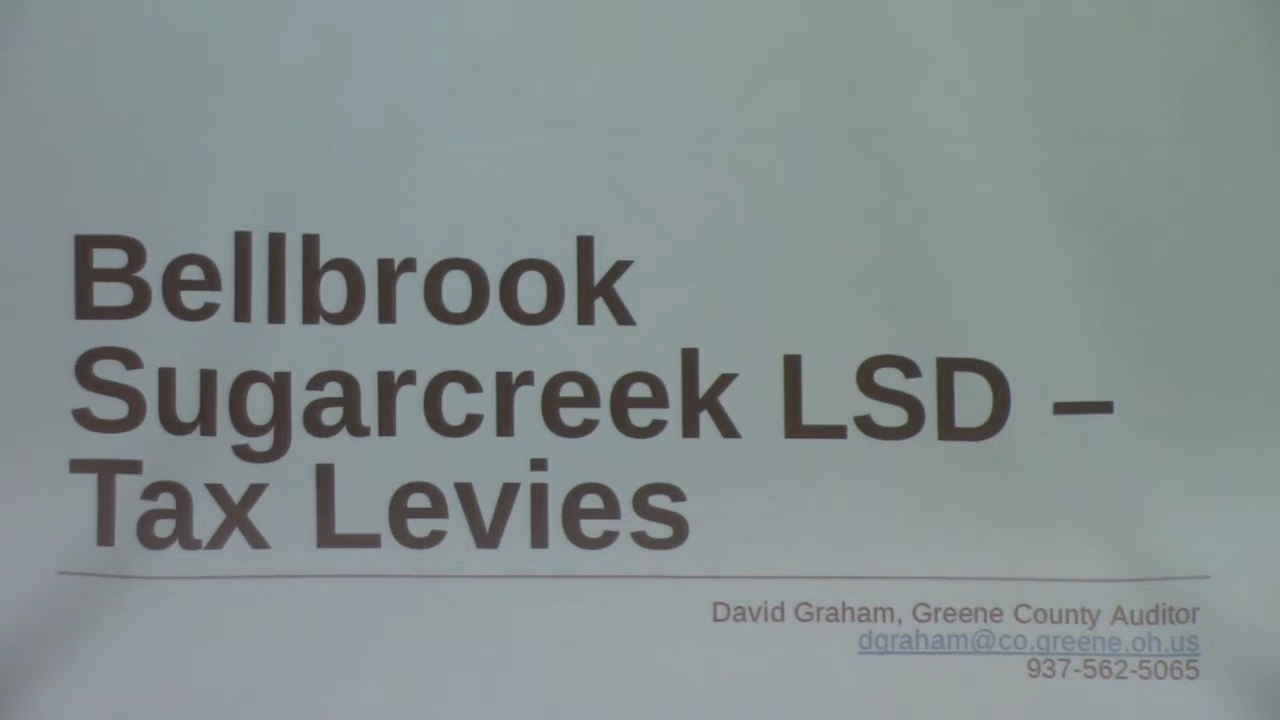 Bellbrook
Sugarcreek LSD –
Tax Levies
David Graham, Greene County Auditor
dgraham@co.greene.oh.us
937-562-5065